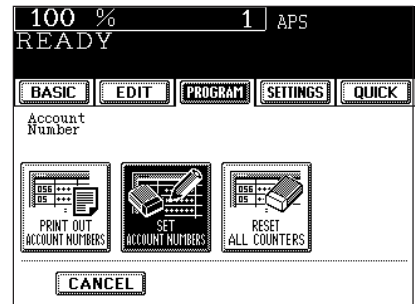 100 % 1 APS
READY
BASIC EDIT PROGRAM SETTINGS QUICK
Account
Number
PRINT OUT
ACCOUNT NUMBERS
SET
ACCOUNT NUMBERS
RESET
ALL COUNTERS
CANCEL